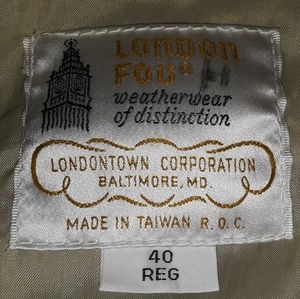 LONDON
FOG®
weatherwear
of distinction
LONDONTOWN CORPORATION
BALTIMORE, MD.
MADE IN TAIWAN R.O.C.
40
REG